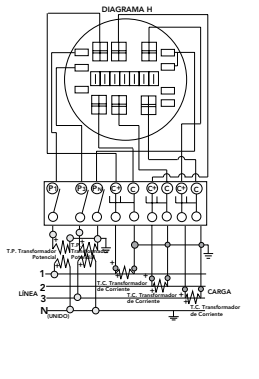 DIAGRAMA H
P1 P3 PN C+ C C+ C C+ C
T.P. Transformador
Potencial
T.P.
Transformador
Potencial
1
2
3
N
(UNIDO)
LÍNEA
CARGA
T.C. Transformador
de Corriente
T.C. Transformador
de Corriente
T.C. Transformador
de Corriente